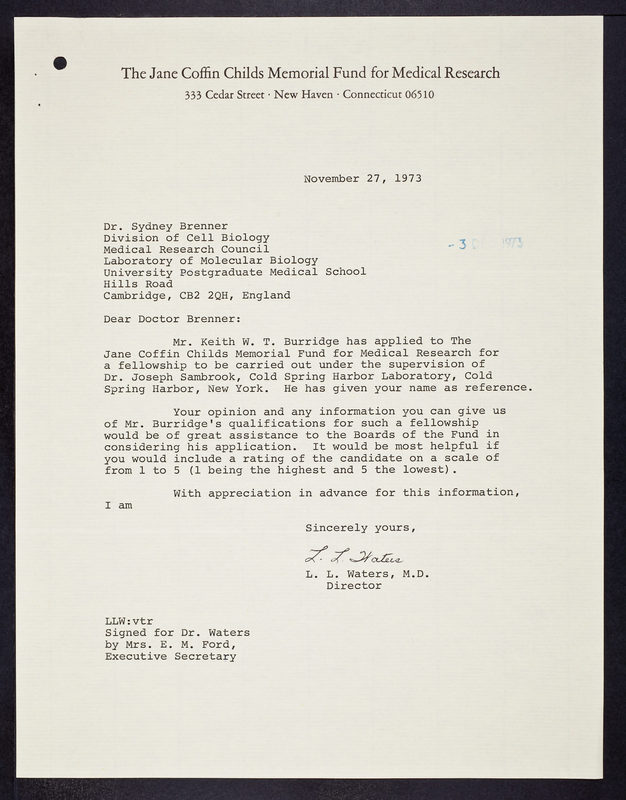 The Jane Coffin Childs Memorial Fund for Medical Research
333 Cedar Street · New Haven · Connecticut 06510
November 27, 1973
Dr. Sydney Brenner
Division of Cell Biology
Medical Research Council
Laboratory of Molecular Biology
University Postgraduate Medical School
Hills Road
Cambridge, CB2 2QH, England
- 3 1973
Dear Doctor Brenner:
Mr. Keith W. T. Burridge has applied to The
Jane Coffin Childs Memorial Fund for Medical Research for
a fellowship to be carried out under the supervision of
Dr. Joseph Sambrook, Cold Spring Harbor Laboratory, Cold
Spring Harbor, New York. He has given your name as reference.
Your opinion and any information you can give us
of Mr. Burridge's qualifications for such a fellowship
would be of great assistance to the Boards of the Fund in
considering his application. It would be most helpful if
you would include a rating of the candidate on a scale of
from 1 to 5 (1 being the highest and 5 the lowest).
With appreciation in advance for this information,
I am
Sincerely yours,
L. L. Waters
L. L. Waters, M.D.
Director
LLW:vtr
Signed for Dr. Waters
by Mrs. E. M. Ford,
Executive Secretary